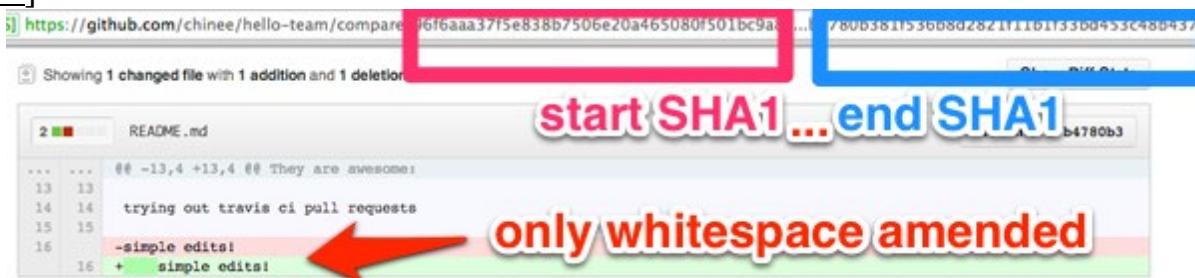 https://github.com/chinee/hello-team/compare
96f6aaa37f5e838b7506e20a465080f501bc9a8...
Showing 1 changed file with 1 addition and 1 deletion
start SHA1 ... end SHA1
2 README.md b4780b3
... ... @@ -13,4 +13,4 @@ They are awesome:
13 13
14 14 trying out travis ci pull requests
15 15
16 -simple edits!
16 + simple edits!
only whitespace amended